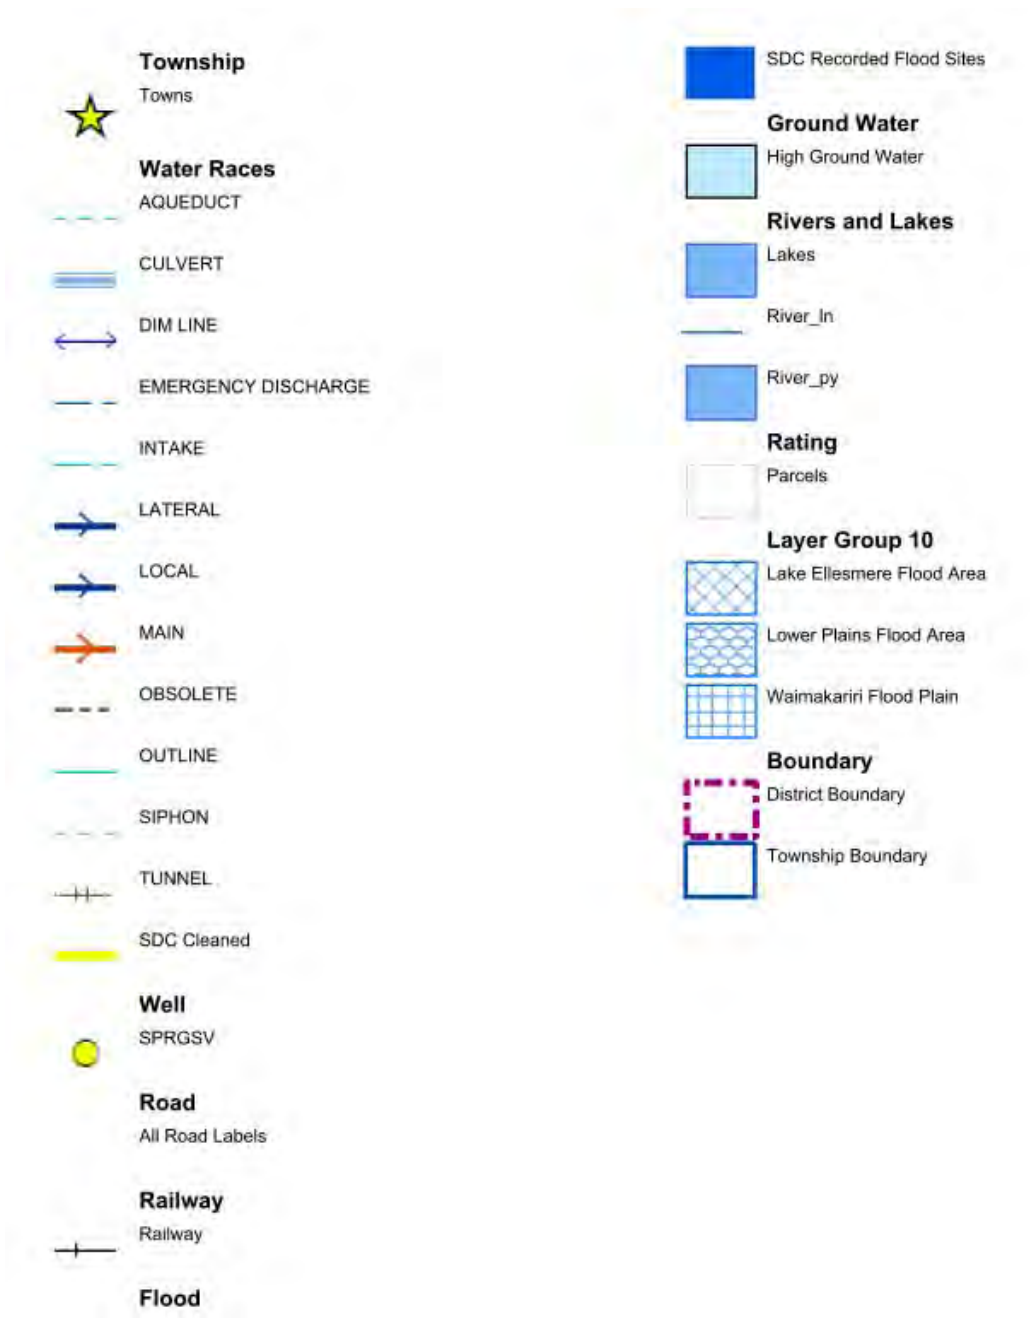 Township
Towns
Water Races
AQUEDUCT
CULVERT
DIM LINE
EMERGENCY DISCHARGE
INTAKE
LATERAL
LOCAL
MAIN
OBSOLETE
OUTLINE
SIPHON
TUNNEL
SDC Cleaned
Well
SPRGSV
Road
All Road Labels
Railway
Railway
Flood
SDC Recorded Flood Sites
Ground Water
High Ground Water
Rivers and Lakes
Lakes
River_ln
River_py
Rating
Parcels
Layer Group 10
Lake Ellesmere Flood Area
Lower Plains Flood Area
Waimakariri Flood Plain
Boundary
District Boundary
Township Boundary